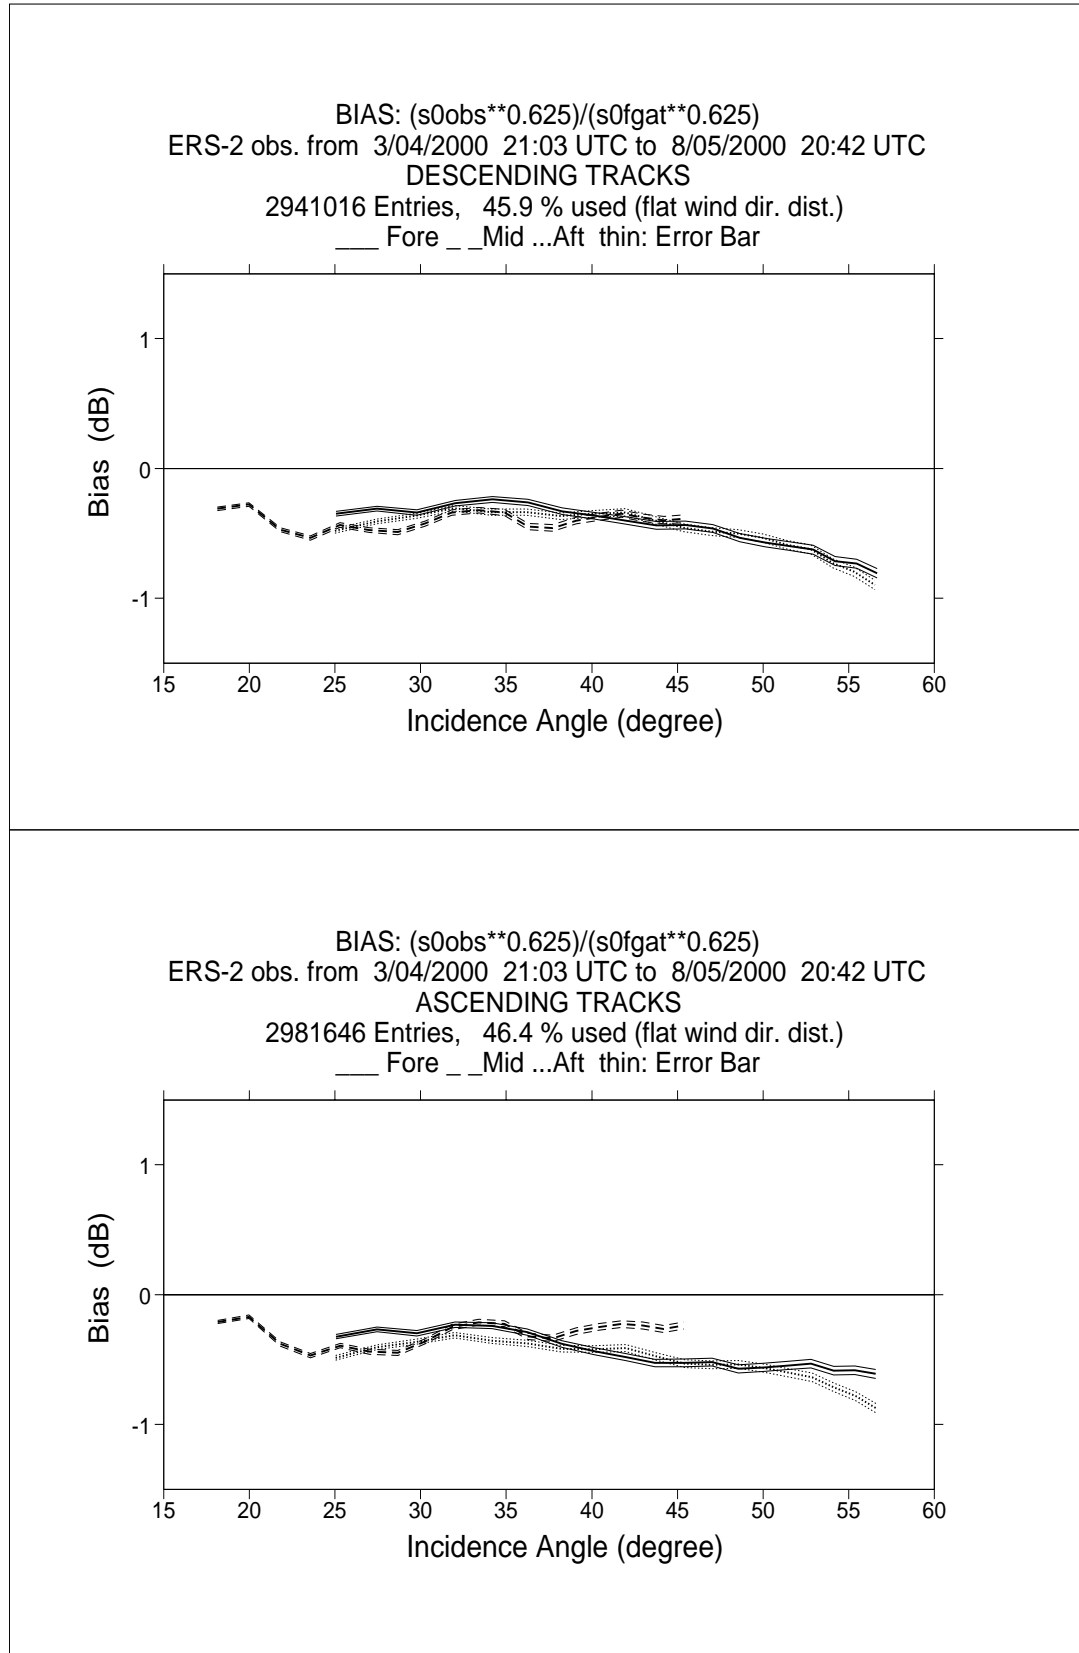 BIAS: (s0obs**0.625)/(s0fgat**0.625)
ERS-2 obs. from 3/04/2000 21:03 UTC to 8/05/2000 20:42 UTC
DESCENDING TRACKS
2941016 Entries, 45.9 % used (flat wind dir. dist.)
___ Fore _ _Mid ...Aft thin: Error Bar
1
0
-1
Bias (dB)
15 20 25 30 35 40 45 50 55 60
Incidence Angle (degree)
BIAS: (s0obs**0.625)/(s0fgat**0.625)
ERS-2 obs. from 3/04/2000 21:03 UTC to 8/05/2000 20:42 UTC
ASCENDING TRACKS
2981646 Entries, 46.4 % used (flat wind dir. dist.)
___ Fore _ _Mid ...Aft thin: Error Bar
1
0
-1
Bias (dB)
15 20 25 30 35 40 45 50 55 60
Incidence Angle (degree)